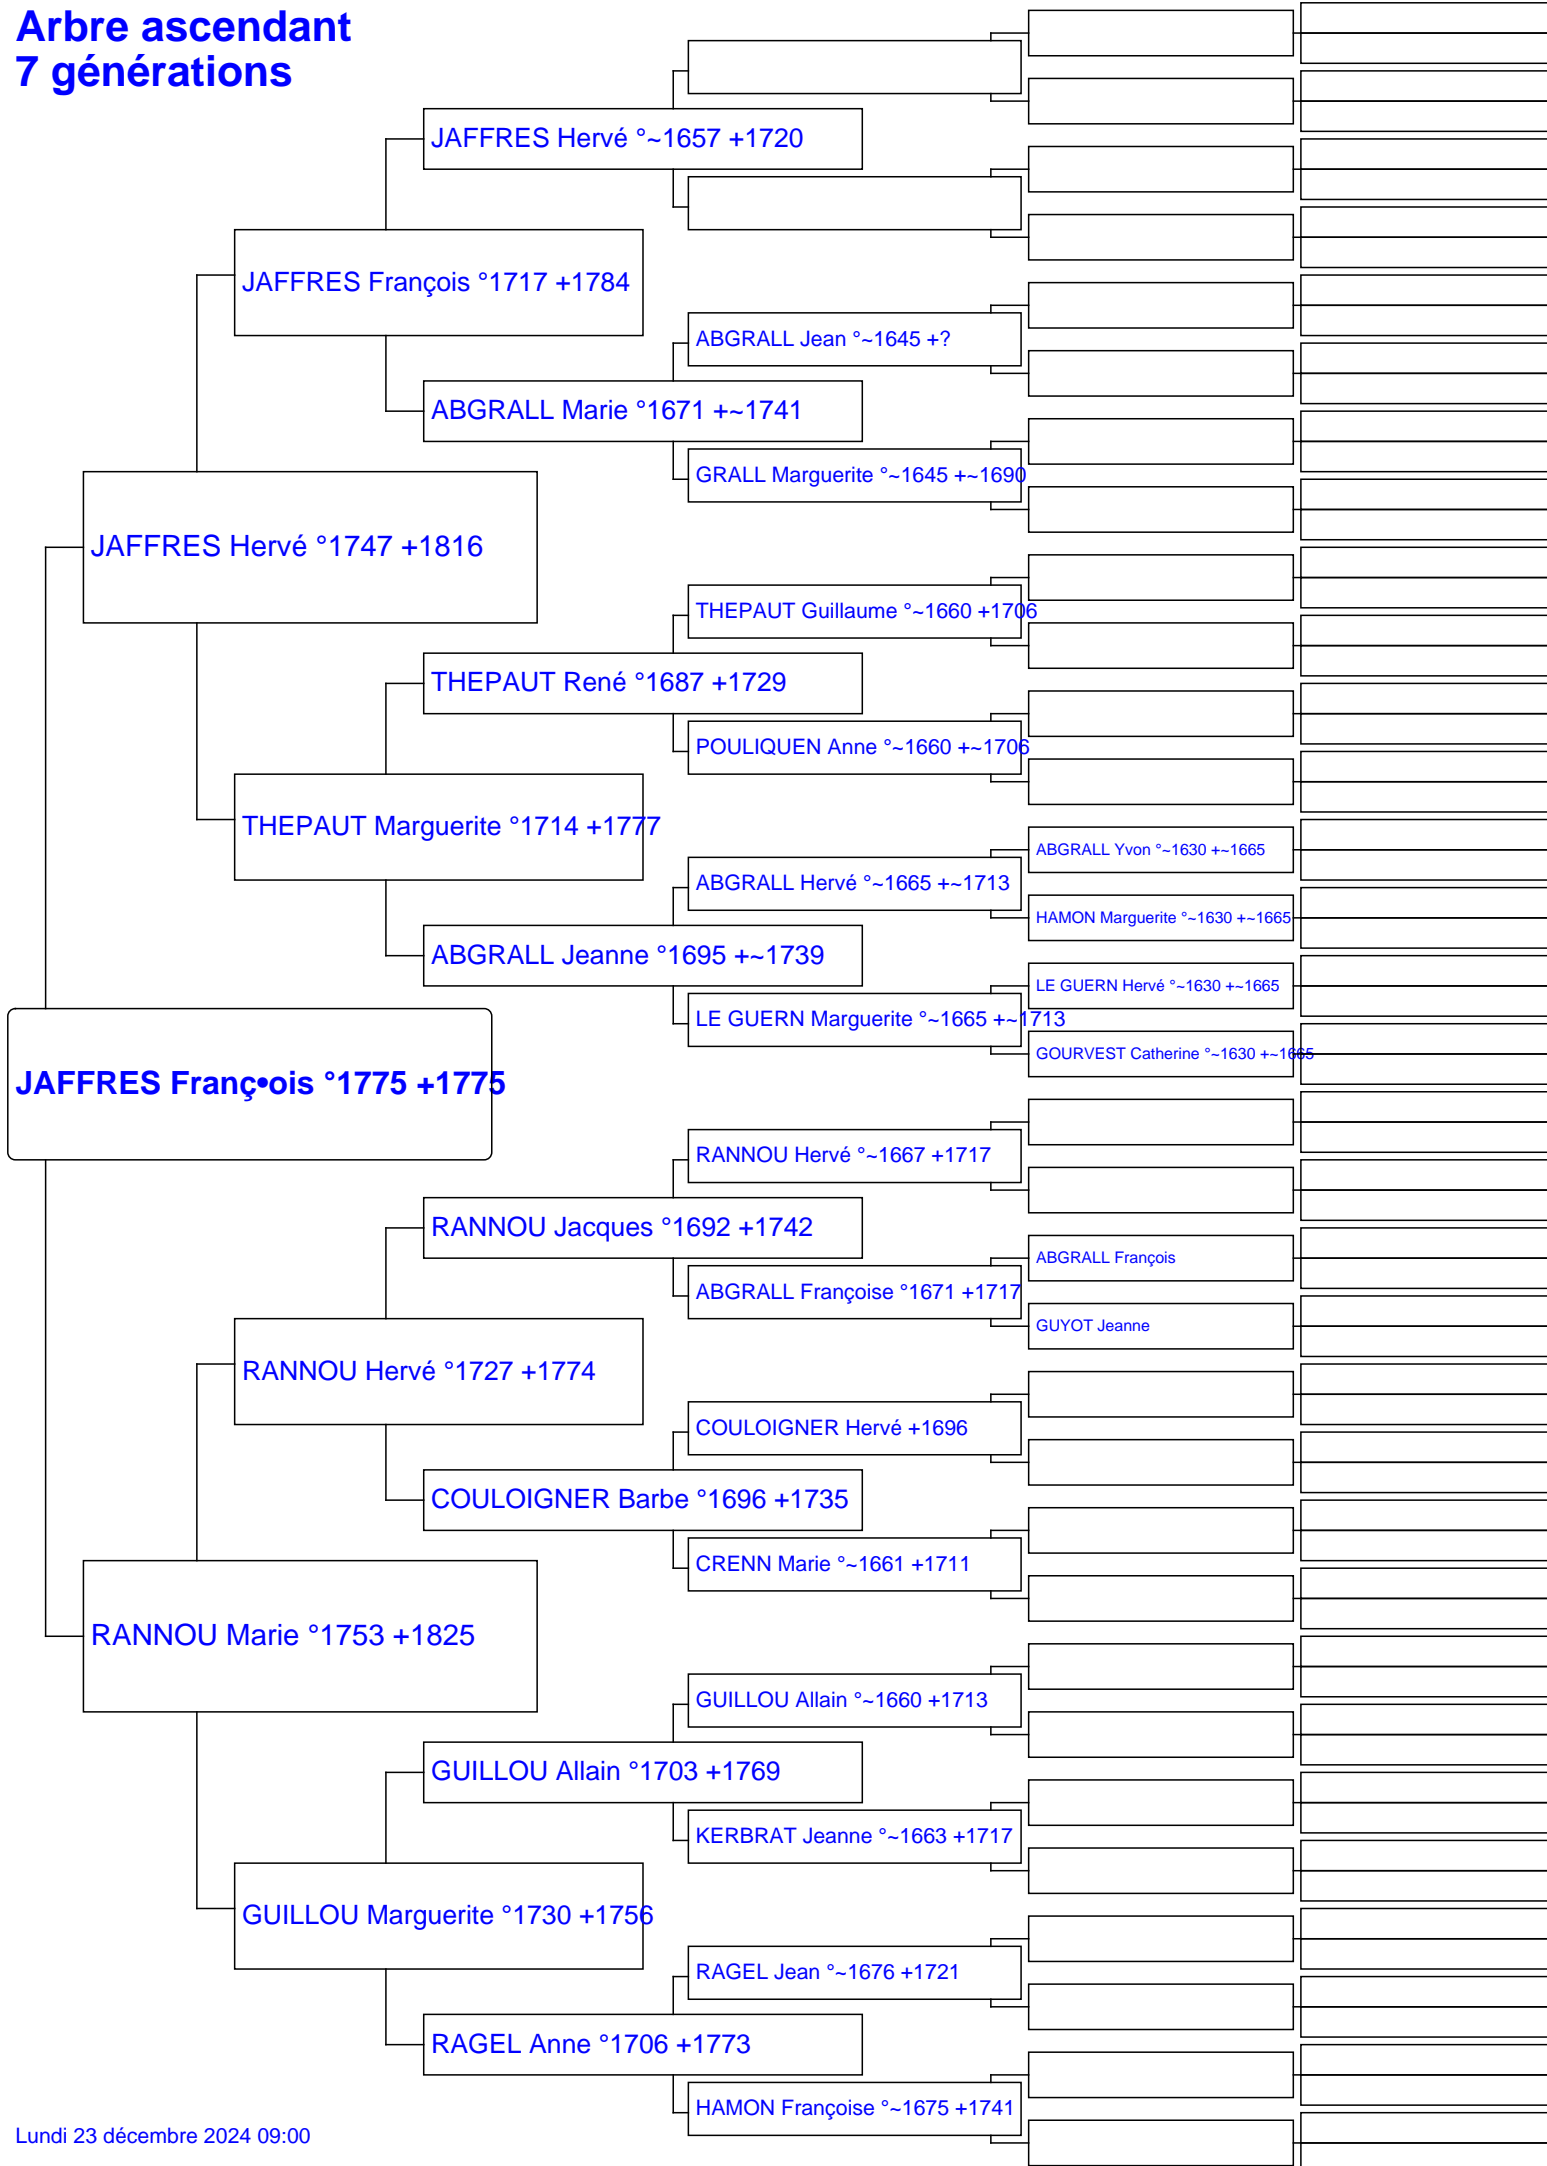 Arbre ascendant
7 générations
JAFFRES Hervé °~1657 +1720
JAFFRES François °1717 +1784
ABGRALL Jean °~1645 +?
ABGRALL Marie °1671 +~1741
GRALL Marguerite °~1645 +~1690
JAFFRES Hervé °1747 +1816
THEPAUT Guillaume °~1660 +1706
THEPAUT René °1687 +1729
POULIQUEN Anne °~1660 +~1706
THEPAUT Marguerite °1714 +1777
ABGRALL Yvon °~1630 +~1665
ABGRALL Hervé °~1665 +~1713
HAMON Marguerite °~1630 +~1665
ABGRALL Jeanne °1695 +~1739
LE GUERN Hervé °~1630 +~1665
LE GUERN Marguerite °~1665 +~1713
GOURVEST Catherine °~1630 +~1665
JAFFRES Franç•ois °1775 +1775
RANNOU Hervé °~1667 +1717
RANNOU Jacques °1692 +1742
ABGRALL François
ABGRALL Françoise °1671 +1717
GUYOT Jeanne
RANNOU Hervé °1727 +1774
COULOIGNER Hervé +1696
COULOIGNER Barbe °1696 +1735
CRENN Marie °~1661 +1711
RANNOU Marie °1753 +1825
GUILLOU Allain °~1660 +1713
GUILLOU Allain °1703 +1769
KERBRAT Jeanne °~1663 +1717
GUILLOU Marguerite °1730 +1756
RAGEL Jean °~1676 +1721
RAGEL Anne °1706 +1773
HAMON Françoise °~1675 +1741
Lundi 23 décembre 2024 09:00